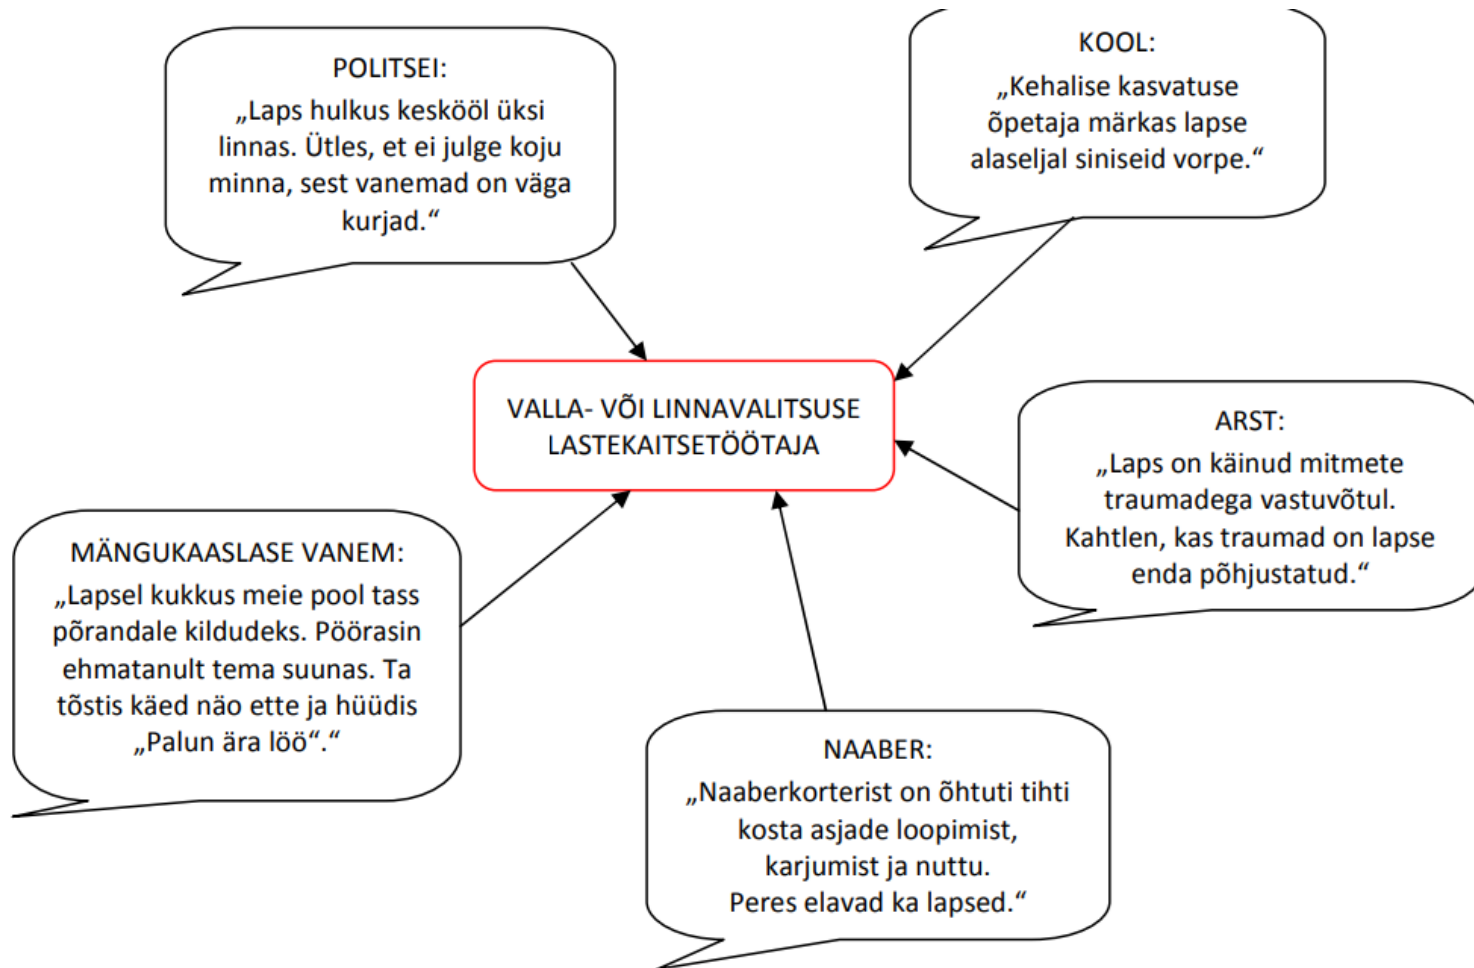 POLITSEI:
„Laps hulkus keskööl üksi
linnas. Ütles, et ei julge koju
minna, sest vanemad on väga
kurjad.“
KOOL:
„Kehalise kasvatuse
õpetaja märkas lapse
alaseljal siniseid vorpe.“
VALLA- VÕI LINNAVALITSUSE
LASTEKAITSETÖÖTAJA
ARST:
„Laps on käinud mitmete
traumadega vastuvõtul.
Kahtlen, kas traumad on lapse
enda põhjustatud.“
MÄNGUKAASLASE VANEM:
„Lapsel kukkus meie pool tass
põrandale kildudeks. Pöörasin
ehmatanult tema suunas. Ta
tõstis käed näo ette ja hüüdis
„Palun ära löö“.“
NAABER:
„Naaberkorterist on õhtuti tihti
kosta asjade loopimist,
karjumist ja nuttu.
Peres elavad ka lapsed.“